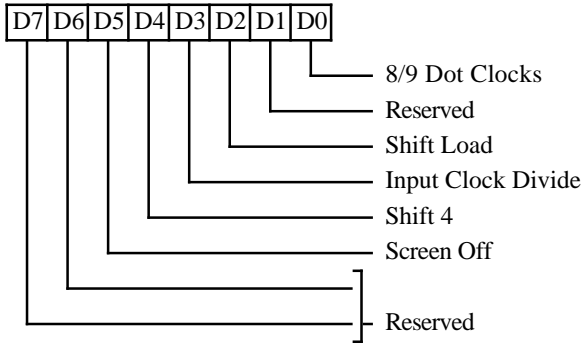 D7 D6 D5 D4 D3 D2 D1 D0
8/9 Dot Clocks
Reserved
Shift Load
Input Clock Divide
Shift 4
Screen Off
Reserved